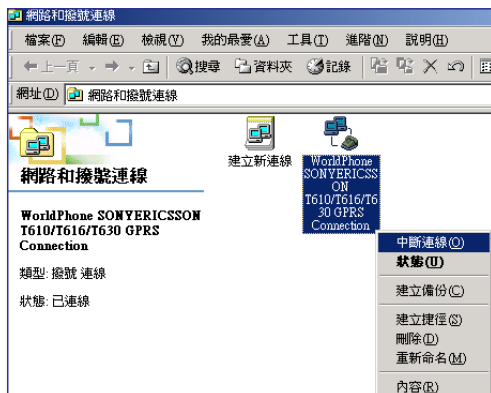 網路和撥號連線
檔案(F) 編輯(E) 檢視(V) 我的最愛(A) 工具(T) 進階(N) 說明(H)
上一頁 搜尋 資料夾 記錄
網址(D) 網路和撥號連線
網路和撥號連線
WorldPhone SONYERICSSON
T610/T616/T630 GPRS
Connection
類型: 撥號 連線
狀態: 已連線
建立新連線
WorldPhone
SONYERICSS
ON
T610/T616/T6
30 GPRS
Connection
中斷連線(O)
狀態(U)
建立備份(C)
建立捷徑(S)
刪除(D)
重新命名(M)
內容(R)